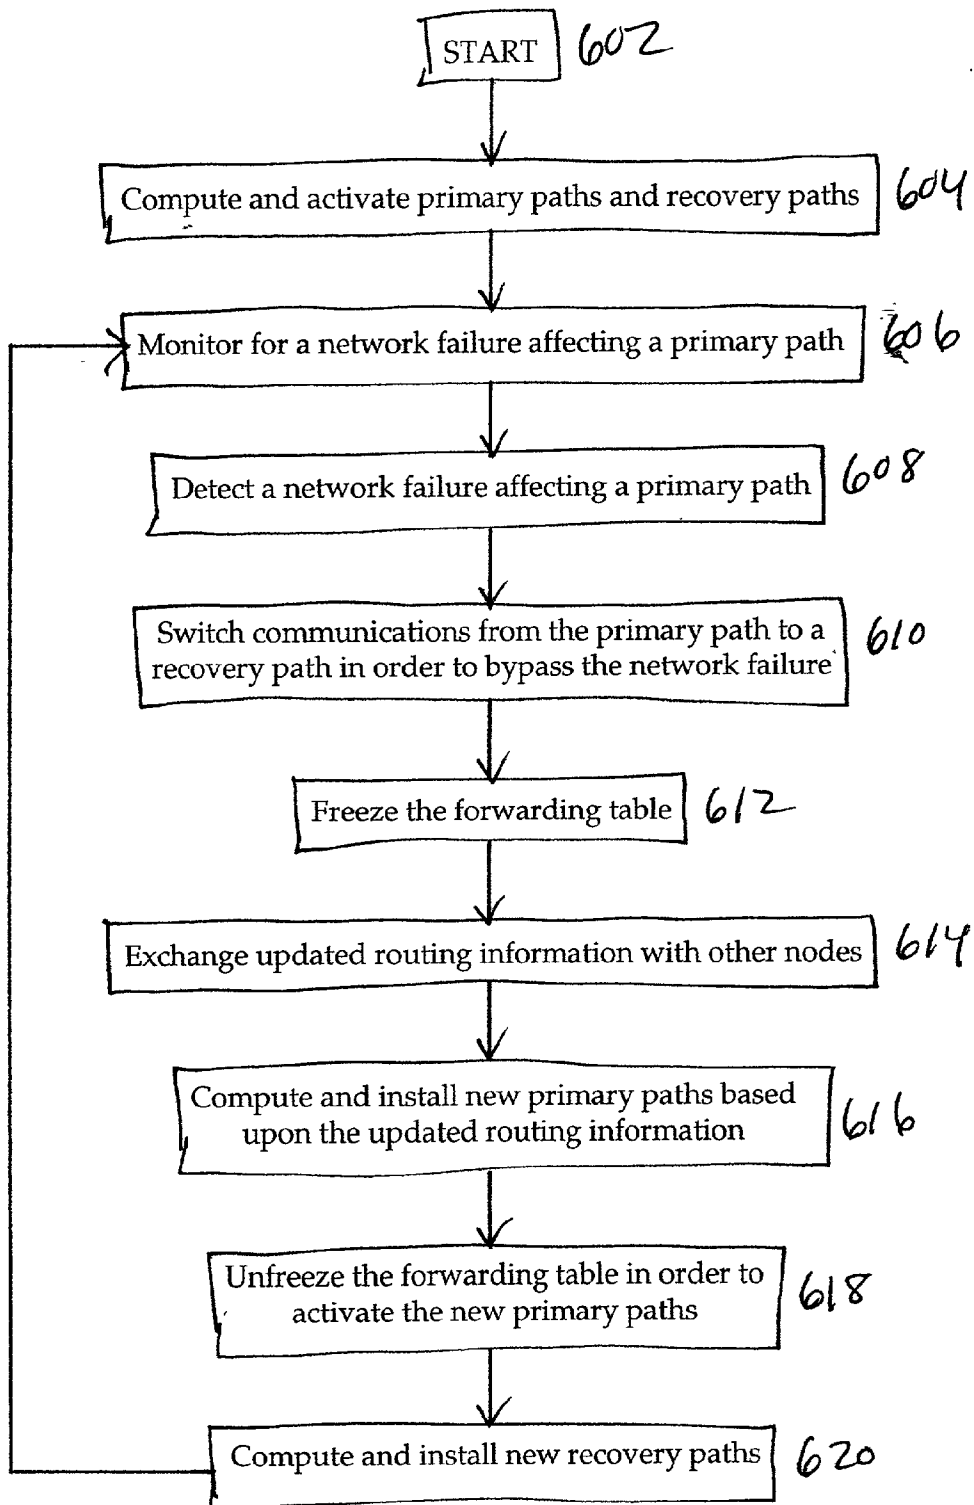 START 602
Compute and activate primary paths and recovery paths 604
Monitor for a network failure affecting a primary path 606
Detect a network failure affecting a primary path 608
Switch communications from the primary path to a
recovery path in order to bypass the network failure 610
Freeze the forwarding table 612
Exchange updated routing information with other nodes 614
Compute and install new primary paths based
upon the updated routing information 616
Unfreeze the forwarding table in order to
activate the new primary paths 618
Compute and install new recovery paths 620